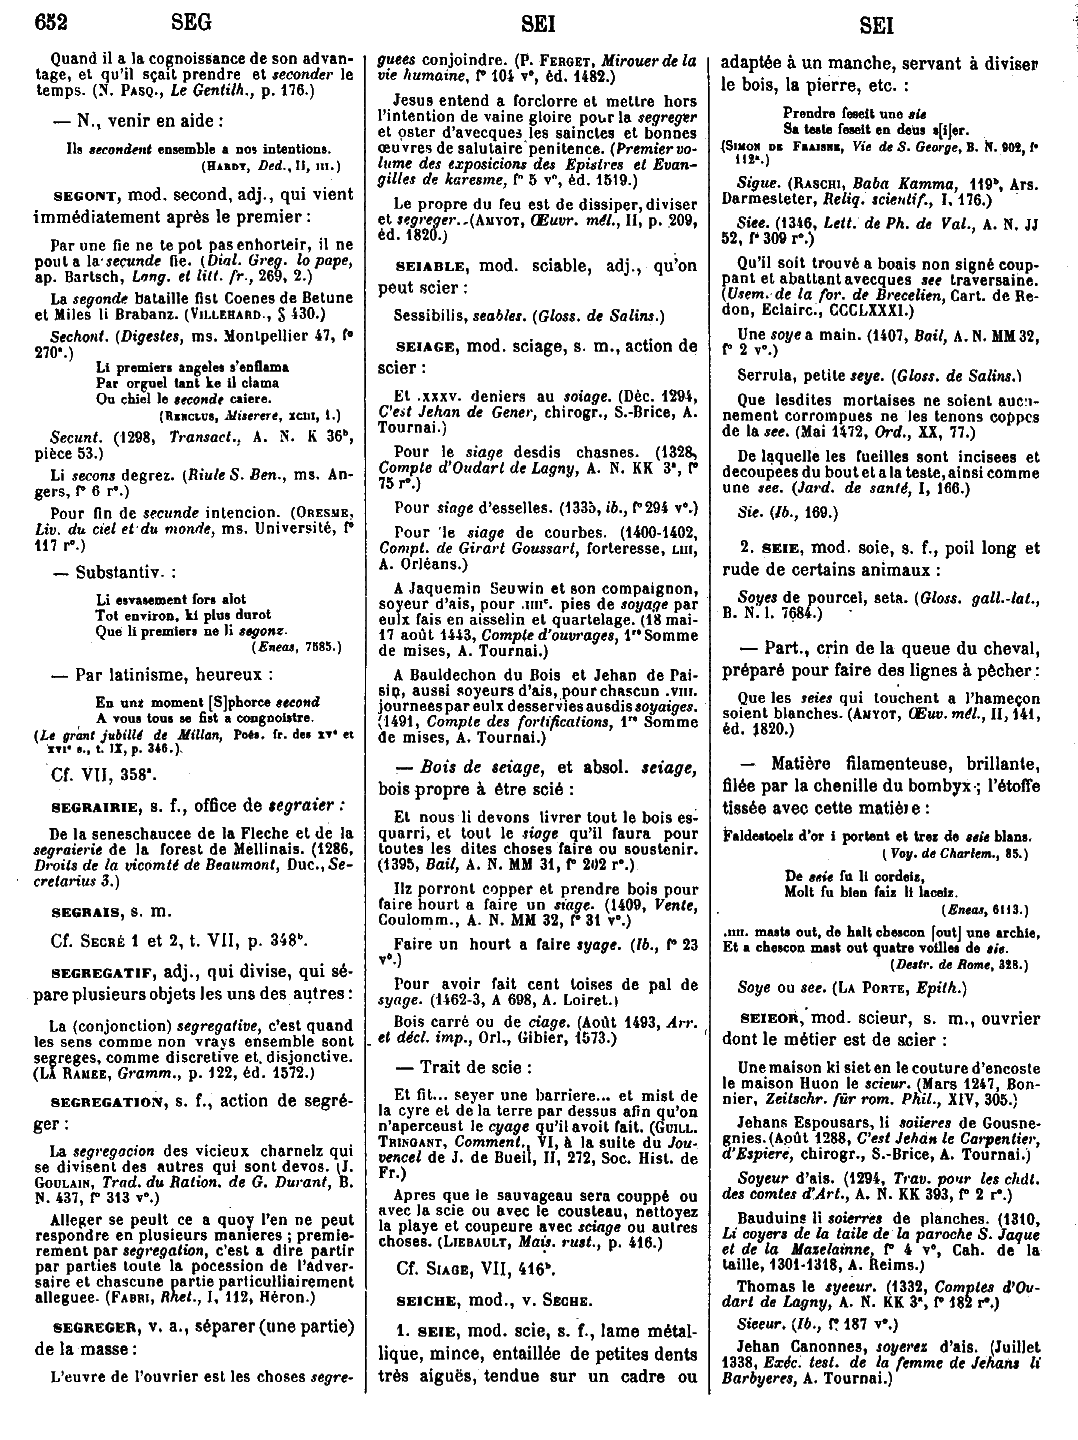 652 SEG SEI SEI
Quand il a la cognoissance de son advan-
tage, et qu'il sçait prendre et seconder le
temps. (N. PASQ., Le Gentilh., p. 176.)
— N., venir en aide :
Ils secondent ensemble a nos intentions.
(HARDY, Ded., II, III.)
SEGONT, mod. second, adj., qui vient
immédiatement après le premier :
Par une fie ne te pot pas enhorteir, il ne
pout a la secunde fie. (Dial. Greg. lo pape,
ap. Bartsch, Lang. et litt. fr., 269, 2.)
La segonde bataille fist Coenes de Betune
et Miles li Brabanz. (VILLEHARD., § 430.)
Sechont. (Digestes, ms. Montpellier 47, f°
270ª.)
Li premiers angeles s'enflama
Par orguel tant ke il clama
Ou chiel le seconde caiere.
(RENCLUS, Miserere, XCIII, 1.)
Secunt. (1298, Transact., A. N. K 36ᵇ,
pièce 53.)
Li secons degrez. (Riule S. Ben., ms. An-
gers, f° 6 r°.)
Pour fin de secunde intencion. (ORESME,
Liv. du ciel et du monde, ms. Université, f°
117 r°.)
— Substantiv. :
Li esvasement fors alot
Tot environ, ki plus durot
Que li premiers ne li segonz.
(Eneas, 7685.)
— Par latinisme, heureux :
En ung moment [S]phorce second
A vous tous se fist a congnoistre.
(Le grant jubillé de Millan, Poés. fr. des XVᵉ et
XVIᵉ s., t. IX, p. 346.)
Cf. VII, 358ª.
SEGRAIRIE, s. f., office de segraier :
De la seneschaucee de la Fleche et de la
segraierie de la forest de Mellinais. (1286,
Droits de la vicomté de Beaumont, Duc., Se-
cretarius 3.)
SEGRAIS, s. m.
Cf. SECRÉ 1 et 2, t. VII, p. 348ᵇ.
SEGREGATIF, adj., qui divise, qui sé-
pare plusieurs objets les uns des autres :
La (conjonction) segregative, c'est quand
les sens comme non vrays ensemble sont
segreges, comme discretive et disjonctive.
(LA RAMEE, Gramm., p. 122, éd. 1572.)
SEGREGATION, s. f., action de segré-
ger :
La segregacion des vicieux charnelz qui
se divisent des autres qui sont devos. (J.
GOULAIN, Trad. du Ration. de G. Durant, B.
N. 437, f° 313 v°.)
Alleger se peult ce a quoy l'en ne peut
respondre en plusieurs manieres ; premie-
rement par segregation, c'est a dire partir
par parties toute la pocession de l'adver-
saire et chascune partie particulliairement
alleguee. (FABRI, Rhet., I, 112, Héron.)
SEGREGER, v. a., séparer (une partie)
de la masse :
L'euvre de l'ouvrier est les choses segre-
guees conjoindre. (P. FERGET, Mirouer de la
vie humaine, f° 104 v°, éd. 1482.)
Jesus entend a forclorre et mettre hors
l'intention de vaine gloire pour la segreger
et oster d'avecques les sainctes et bonnes
œuvres de salutaire penitence. (Premier vo-
lume des exposicions des Epistres et Evan-
gilles de karesme, f° 5 v°, éd. 1519.)
Le propre du feu est de dissiper, diviser
et segreger. (AMYOT, Œuvr. mél., II, p. 209,
éd. 1820.)
SEIABLE, mod. sciable, adj., qu'on
peut scier :
Sessibilis, seables. (Gloss. de Salins.)
SEIAGE, mod. sciage, s. m., action de
scier :
Et .xxxv. deniers au soiage. (Déc. 1294,
C'est Jehan de Gener, chirogr., S.-Brice, A.
Tournai.)
Pour le siage desdis chasnes. (1328,
Compte d'Oudart de Lagny, A. N. KK 3ª, f°
75 r°.)
Pour siage d'esselles. (1335, ib., f° 294 v°.)
Pour le siage de courbes. (1400-1402,
Compt. de Girart Goussart, forteresse, LIII,
A. Orléans.)
A Jaquemin Seuwin et son compaignon,
soyeur d'ais, pour .IIIIᶜ. pies de soyage par
eulx fais en aisselin et quartelage. (18 mai-
17 août 1443, Compte d'ouvrages, 1ʳᵉ Somme
de mises, A. Tournai.)
A Bauldechon du Bois et Jehan de Pai-
sig, aussi soyeurs d'ais, pour chascun .VIII.
journees par eulx desservies ausdis soyaiges.
(1491, Compte des fortifications, 1ʳᵉ Somme
de mises, A. Tournai.)
— Bois de seiage, et absol. seiage,
bois propre à être scié :
Et nous li devons livrer tout le bois es-
quarri, et tout le siage qu'il faura pour
toutes les dites choses faire ou soustenir.
(1395, Bail, A. N. MM 31, f° 202 r°.)
Ilz porront copper et prendre bois pour
faire hourt a faire un siage. (1409, Vente,
Coulomm., A. N. MM 32, f° 31 v°.)
Faire un hourt a faire syage. (Ib., f° 23
v°.)
Pour avoir fait cent toises de pal de
syage. (1462-3, A 698, A. Loiret.)
Bois carré ou de ciage. (Août 1493, Arr.
et décl. imp., Orl., Gibier, 1573.)
— Trait de scie :
Et fit... seyer une barriere... et mist de
la cyre et de la terre par dessus afin qu'on
n'aperceust le cyage qu'il avoit fait. (GUILL.
TRINGANT, Comment., VI, à la suite du Jou-
vencel de J. de Bueil, II, 272, Soc. Hist. de
Fr.)
Apres que le sauvageau sera couppé ou
avec la scie ou avec le cousteau, nettoyez
la playe et coupeure avec sciage ou autres
choses. (LIEBAULT, Mais. rust., p. 416.)
Cf. SIAGE, VII, 416ᵇ.
SEICHE, mod., v. SECHE.
1. SEIE, mod. scie, s. f., lame métal-
lique, mince, entaillée de petites dents
très aiguës, tendue sur un cadre ou
adaptée à un manche, servant à diviser
le bois, la pierre, etc. :
Prendre feseit une sie
Sa teste feseit en deus s[i]er.
(SIMON DE FRAISNE, Vie de S. George, B. N. 902, f°
112ª.)
Sigue. (RASCHI, Baba Kamma, 119ᵇ, Ars.
Darmesteter, Reliq. scientif., I, 176.)
Siee. (1346, Lett. de Ph. de Val., A. N. JJ
52, f° 309 r°.)
Qu'il soit trouvé a boais non signé coup-
pant et abattant avecques see traversaine.
(Usem. de la for. de Brecelien, Cart. de Re-
don, Eclairc., CCCLXXXI.)
Une soye a main. (1407, Bail, A. N. MM 32,
f° 2 v°.)
Serrula, petite seye. (Gloss. de Salins.)
Que lesdites mortaises ne soient aucu-
nement corrompues ne les tenons coppes
de la see. (Mai 1472, Ord., XX, 77.)
De laquelle les fueilles sont incisees et
decoupees du bout et a la teste, ainsi comme
une see. (Jard. de santé, I, 166.)
Sie. (Ib., 169.)
2. SEIE, mod. soie, s. f., poil long et
rude de certains animaux :
Soyes de pourcel, seta. (Gloss. gall.-lat.,
B. N. l. 7684.)
— Part., crin de la queue du cheval,
préparé pour faire des lignes à pêcher :
Que les seies qui touchent a l'hameçon
soient blanches. (AMYOT, Œuv. mél., II, 141,
éd. 1820.)
— Matière filamenteuse, brillante,
filée par la chenille du bombyx ; l'étoffe
tissée avec cette matière :
Faldestoelz d'or i portent et trez de seie blans.
(Voy. de Charlem., 85.)
De seie fu li cordeiz,
Molt fu bien faiz li laceiz.
(Eneas, 6113.)
.IIII. masts out, de halt chescon [out] une archie,
Et a chescon mast out quatre voilles de sie.
(Destr. de Rome, 328.)
Soye ou see. (LA PORTE, Epith.)
SEIEOR, mod. scieur, s. m., ouvrier
dont le métier est de scier :
Une maison ki siet en le couture d'encoste
le maison Huon le scieur. (Mars 1247, Bon-
nier, Zeitschr. für rom. Phil., XIV, 305.)
Jehans Espousars, li soiieres de Gousne-
gnies. (Août 1288, C'est Jehan le Carpentier,
d'Espiere, chirogr., S.-Brice, A. Tournai.)
Soyeur d'ais. (1294, Trav. pour les chât.
des comtes d'Art., A. N. KK 393, f° 2 r°.)
Bauduins li soierres de planches. (1310,
Li coyers de la taile de la paroche S. Jaque
et de la Mazelainne, f° 4 v°, Cah. de la
taille, 1301-1318, A. Reims.)
Thomas le syeeur. (1332, Comptes d'Ou-
dart de Lagny, A. N. KK 3ª, f° 182 r°.)
Sieeur. (Ib., f° 187 v°.)
Jehan Canonnes, soyerez d'ais. (Juillet
1338, Exéc. test. de la femme de Jehans li
Barbyeres, A. Tournai.)